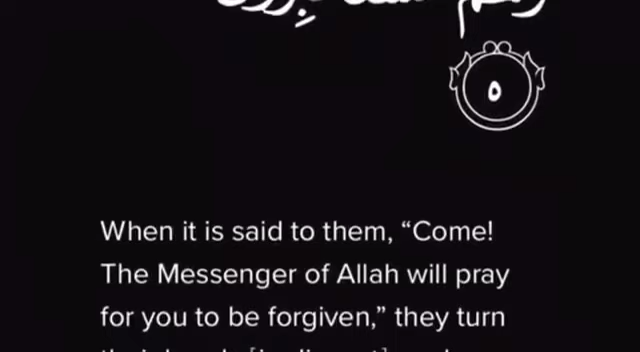 ٥
When it is said to them, “Come!
The Messenger of Allah will pray
for you to be forgiven,” they turn